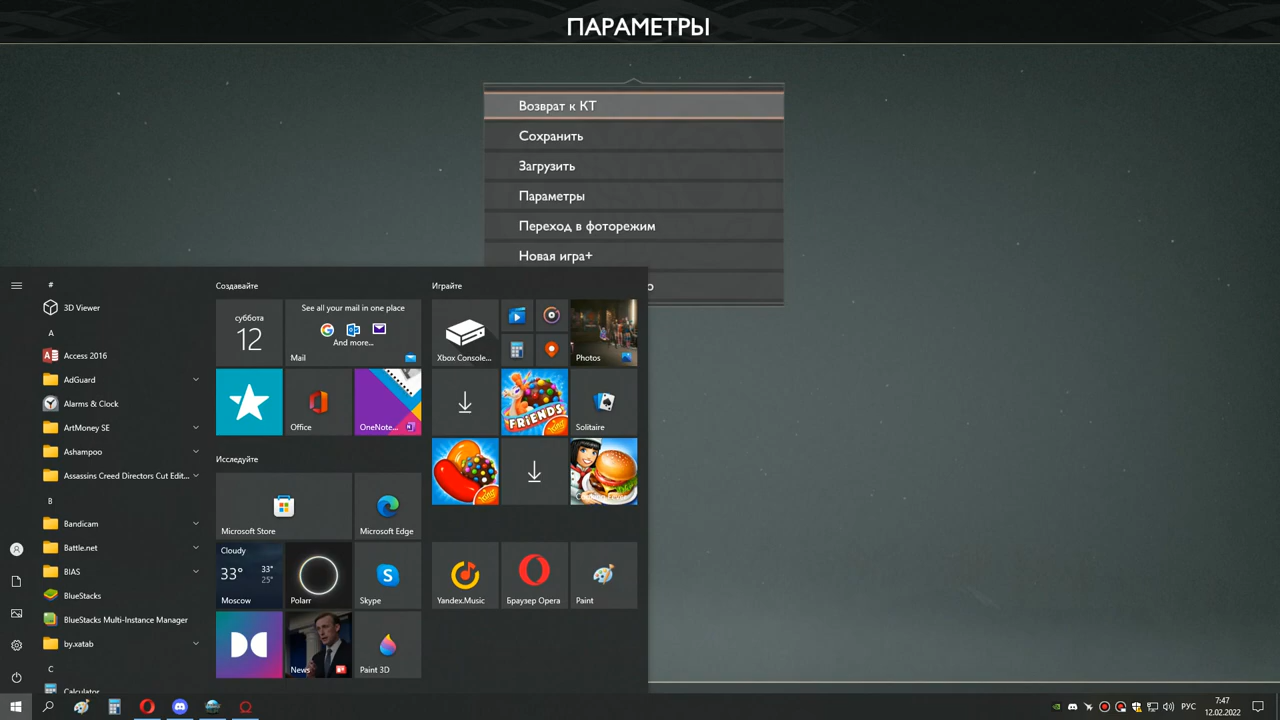 ПАРАМЕТРЫ
Возврат к КТ
Сохранить
Загрузить
Параметры
Переход в фоторежим
Новая игра+
о
#
3D Viewer
A
Access 2016
AdGuard
Alarms & Clock
ArtMoney SE
Ashampoo
Assassins Creed Directors Cut Edit...
B
Bandicam
Battle.net
BIAS
BlueStacks
BlueStacks Multi-Instance Manager
by.xatab
C
Calculator
Создавайте
суббота
12
See all your mail in one place
And more...
Mail
Office
OneNote...
Исследуйте
Microsoft Store
Microsoft Edge
Cloudy
33°
33°
25°
Moscow
Polarr
Skype
News
Paint 3D
Играйте
Xbox Console...
Photos
FRIENDS
King
Solitaire
King
Cooking Fever
Yandex.Music
Браузер Opera
Paint
РУС
7:47
12.02.2022